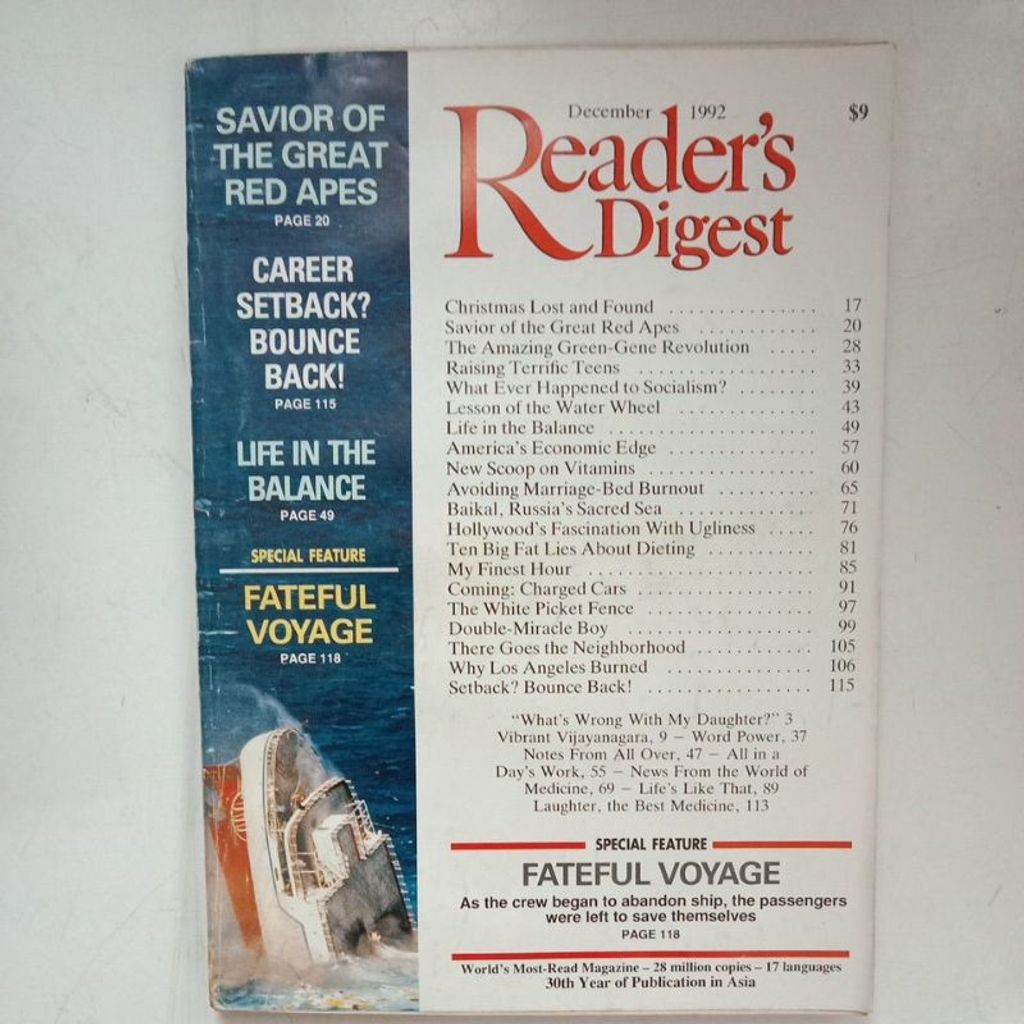 SAVIOR OF
THE GREAT
RED APES
PAGE 20
CAREER
SETBACK?
BOUNCE
BACK!
PAGE 115
LIFE IN THE
BALANCE
PAGE 49
SPECIAL FEATURE
FATEFUL
VOYAGE
PAGE 118
December 1992 $9
Reader's
Digest
Christmas Lost and Found . . . . . . . . . . . . . . . 17
Savior of the Great Red Apes . . . . . . . . . . . . 20
The Amazing Green-Gene Revolution . . . . . 28
Raising Terrific Teens . . . . . . . . . . . . . . . . . . 33
What Ever Happened to Socialism? . . . . . . . . 39
Lesson of the Water Wheel . . . . . . . . . . . . . . 43
Life in the Balance . . . . . . . . . . . . . . . . . . . . . 49
America's Economic Edge . . . . . . . . . . . . . . . 57
New Scoop on Vitamins . . . . . . . . . . . . . . . . . 60
Avoiding Marriage-Bed Burnout . . . . . . . . . . 65
Baikal, Russia's Sacred Sea . . . . . . . . . . . . . . 71
Hollywood's Fascination With Ugliness . . . . . 76
Ten Big Fat Lies About Dieting . . . . . . . . . . . 81
My Finest Hour . . . . . . . . . . . . . . . . . . . . . . . 85
Coming: Charged Cars . . . . . . . . . . . . . . . . . . 91
The White Picket Fence . . . . . . . . . . . . . . . . . 97
Double-Miracle Boy . . . . . . . . . . . . . . . . . . . 99
There Goes the Neighborhood . . . . . . . . . . . . 105
Why Los Angeles Burned . . . . . . . . . . . . . . . 106
Setback? Bounce Back! . . . . . . . . . . . . . . . . . 115
"What's Wrong With My Daughter?" 3
Vibrant Vijayanagara, 9 – Word Power, 37
Notes From All Over, 47 – All in a
Day's Work, 55 – News From the World of
Medicine, 69 – Life's Like That, 89
Laughter, the Best Medicine, 113
SPECIAL FEATURE
FATEFUL VOYAGE
As the crew began to abandon ship, the passengers
were left to save themselves
PAGE 118
World's Most-Read Magazine – 28 million copies – 17 languages
30th Year of Publication in Asia